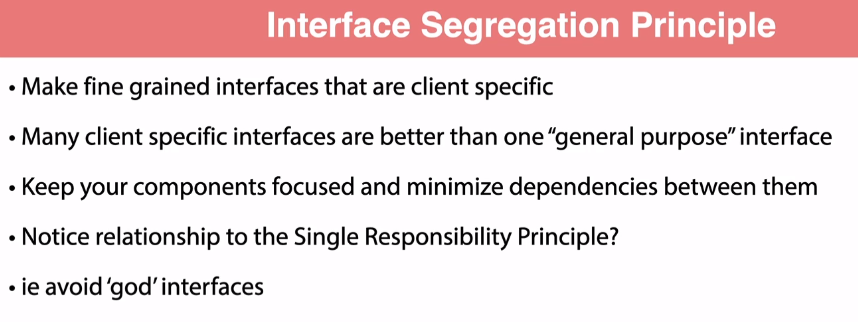 Interface Segregation Principle
• Make fine grained interfaces that are client specific
• Many client specific interfaces are better than one “general purpose” interface
• Keep your components focused and minimize dependencies between them
• Notice relationship to the Single Responsibility Principle?
• ie avoid ‘god’ interfaces